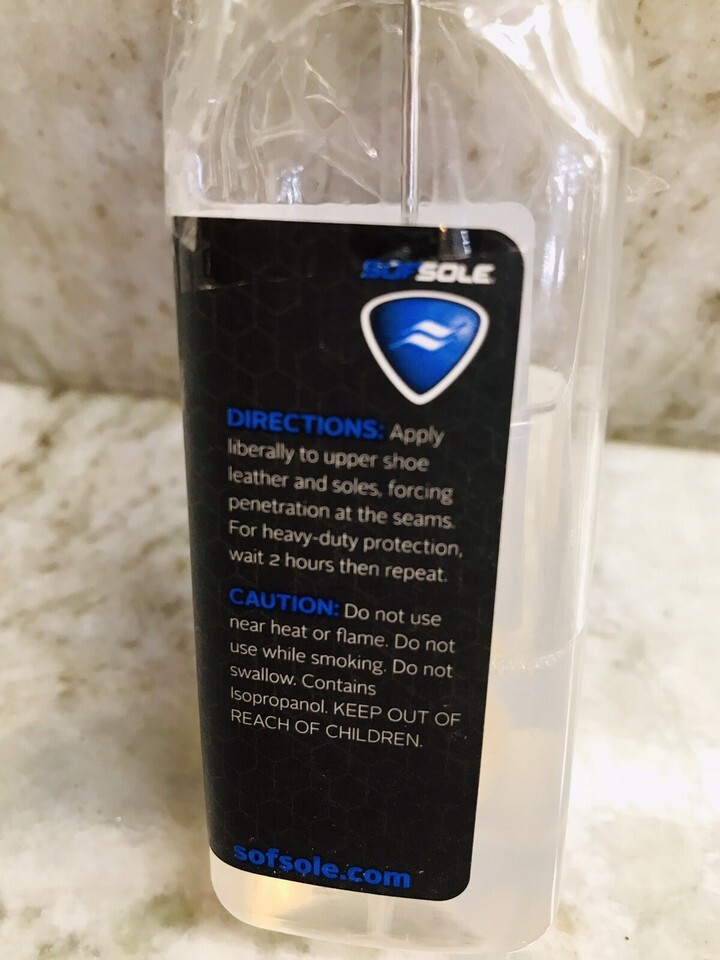 SOFSOLE
DIRECTIONS: Apply
liberally to upper shoe
leather and soles, forcing
penetration at the seams.
For heavy-duty protection,
wait 2 hours then repeat.
CAUTION: Do not use
near heat or flame. Do not
use while smoking. Do not
swallow. Contains
Isopropanol. KEEP OUT OF
REACH OF CHILDREN.
sofsole.com